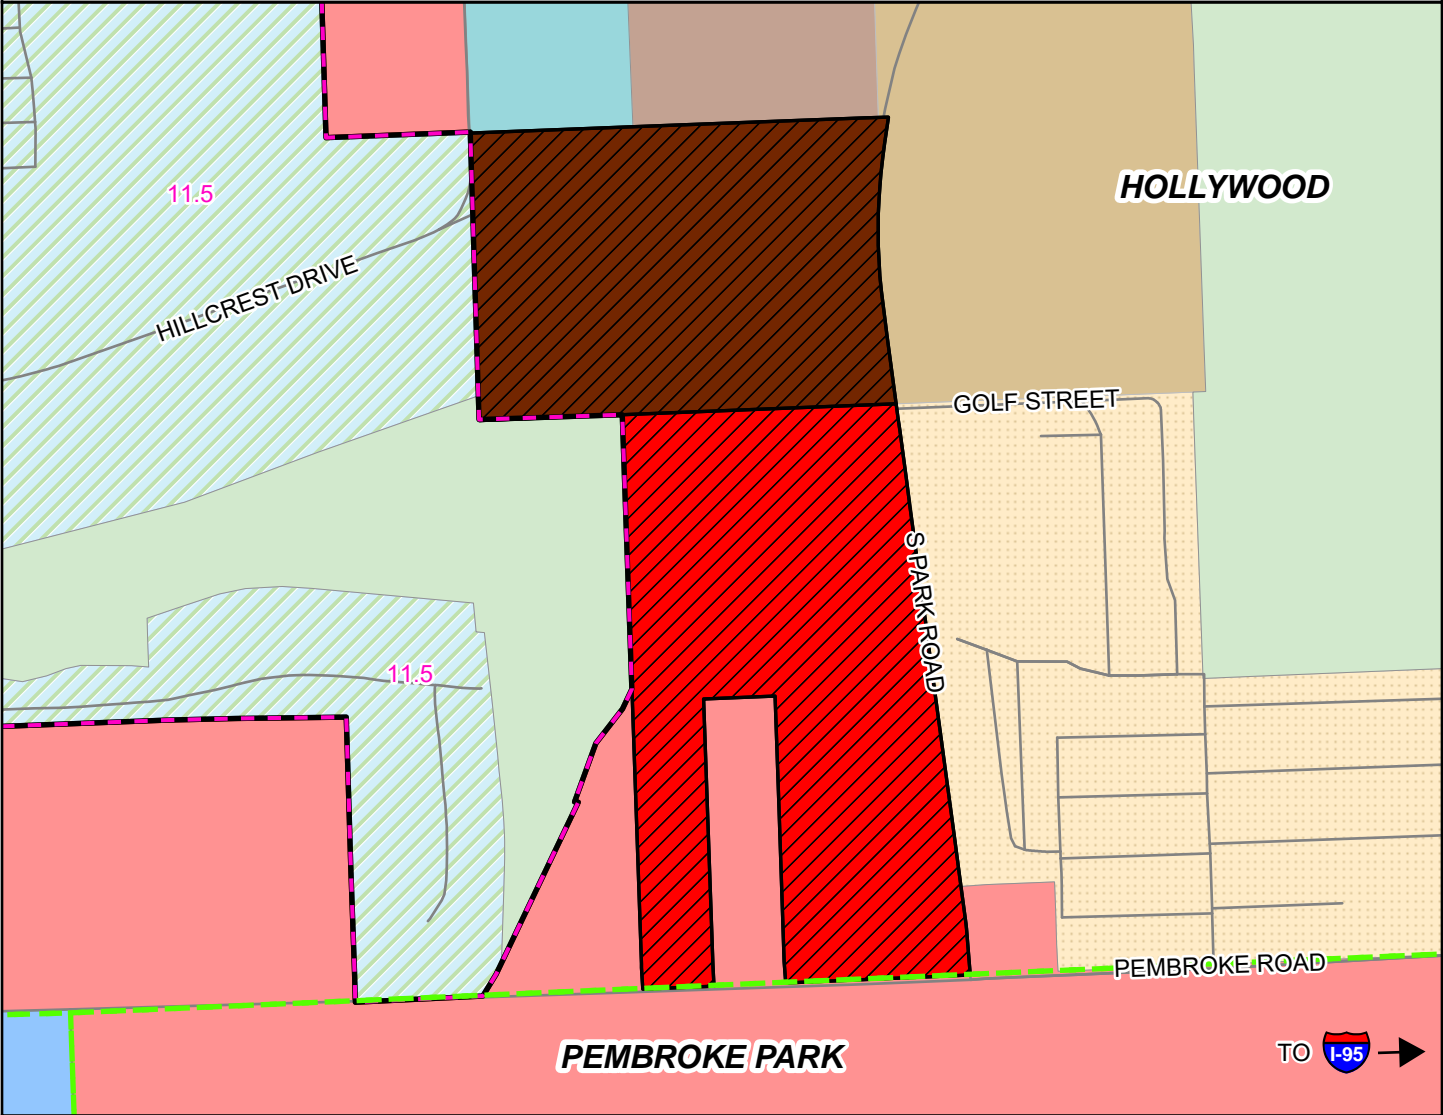 11.5
HOLLYWOOD
HILLCREST DRIVE
GOLF STREET
S PARK ROAD
11.5
PEMBROKE ROAD
PEMBROKE PARK
TO I-95